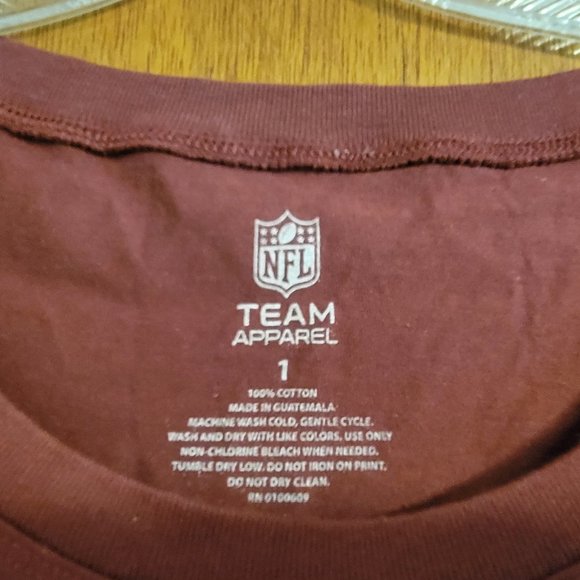 NFL
TEAM
APPAREL
1
100% COTTON
MADE IN GUATEMALA
MACHINE WASH COLD, GENTLE CYCLE.
WASH AND DRY WITH LIKE COLORS. USE ONLY
NON-CHLORINE BLEACH WHEN NEEDED.
TUMBLE DRY LOW. DO NOT IRON ON PRINT.
DO NOT DRY CLEAN.
RN 0100609